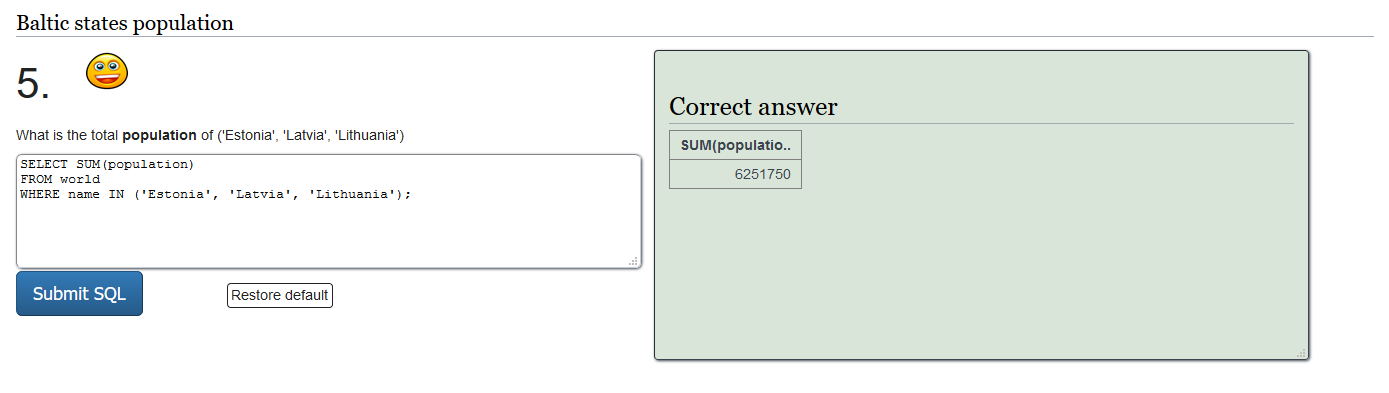 Baltic states population
5.
What is the total population of ('Estonia', 'Latvia', 'Lithuania')
SELECT SUM(population)
FROM world
WHERE name IN ('Estonia', 'Latvia', 'Lithuania');
Submit SQL
Restore default
Correct answer
SUM(populatio..
6251750